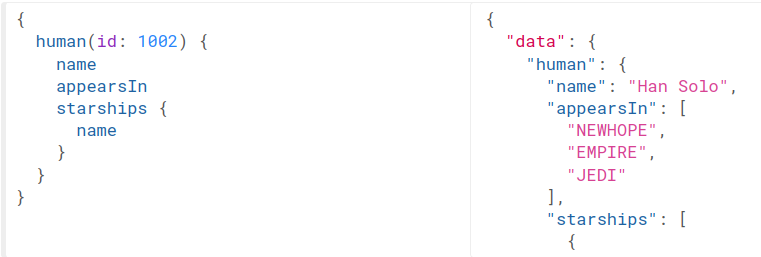 {
  human(id: 1002) {
    name
    appearsIn
    starships {
      name
    }
  }
}
{
  "data": {
    "human": {
      "name": "Han Solo",
      "appearsIn": [
        "NEWHOPE",
        "EMPIRE",
        "JEDI"
      ],
      "starships": [
        {